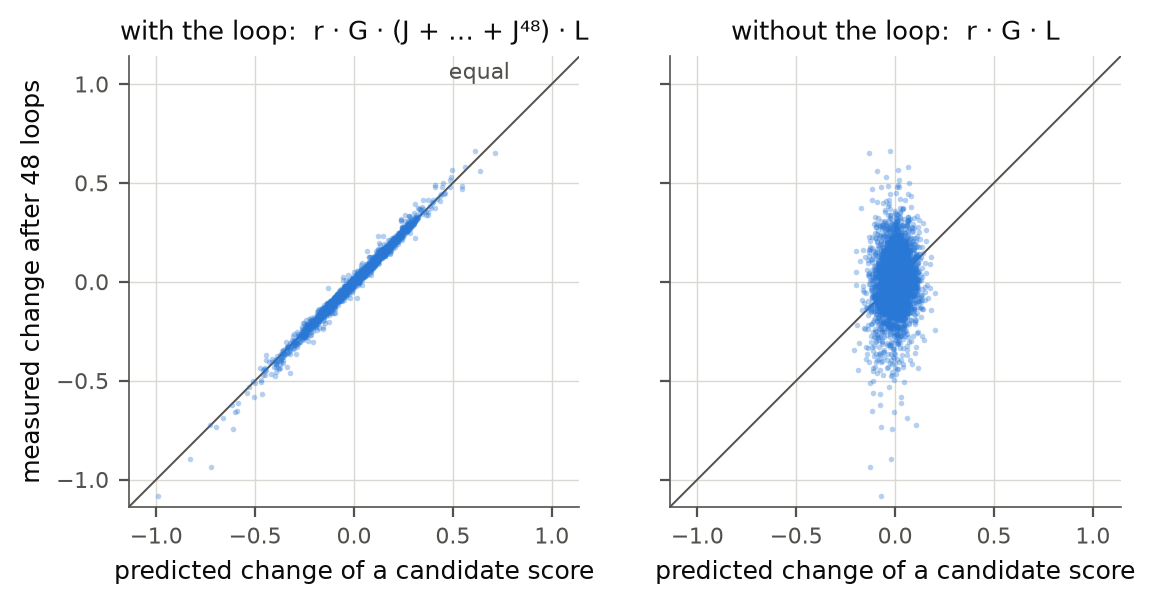 with the loop:  r · G · (J + … + J⁴⁸) · L
without the loop:  r · G · L
equal
measured change after 48 loops
1.0
0.5
0.0
−0.5
−1.0
−1.0 −0.5 0.0 0.5 1.0
−1.0 −0.5 0.0 0.5 1.0
predicted change of a candidate score
predicted change of a candidate score